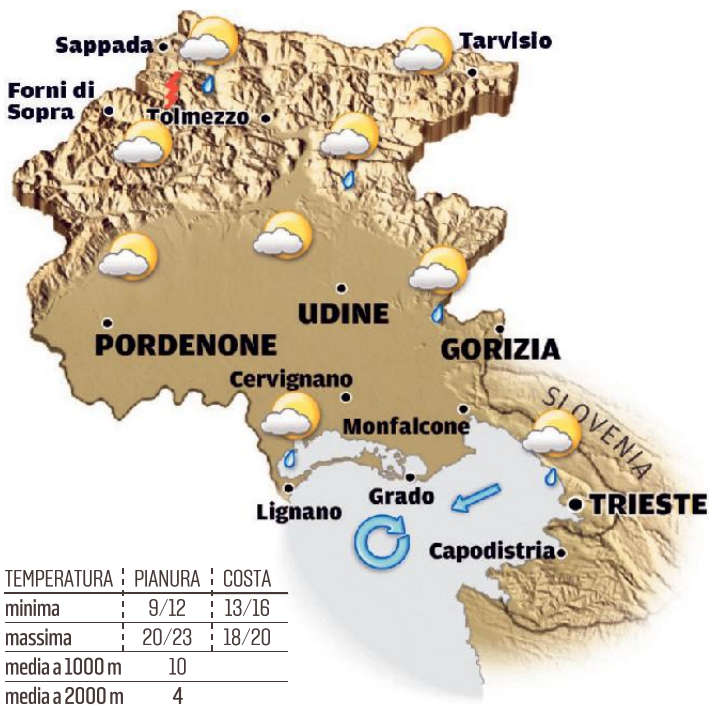 Sappada
Tarvisio
Forni di
Sopra
Tolmezzo
UDINE
PORDENONE
GORIZIA
Cervignano
SLOVENIA
Monfalcone
Grado
Lignano
TRIESTE
Capodistria
TEMPERATURA PIANURA COSTA
minima 9/12 13/16
massima 20/23 18/20
media a 1000 m 10
media a 2000 m 4